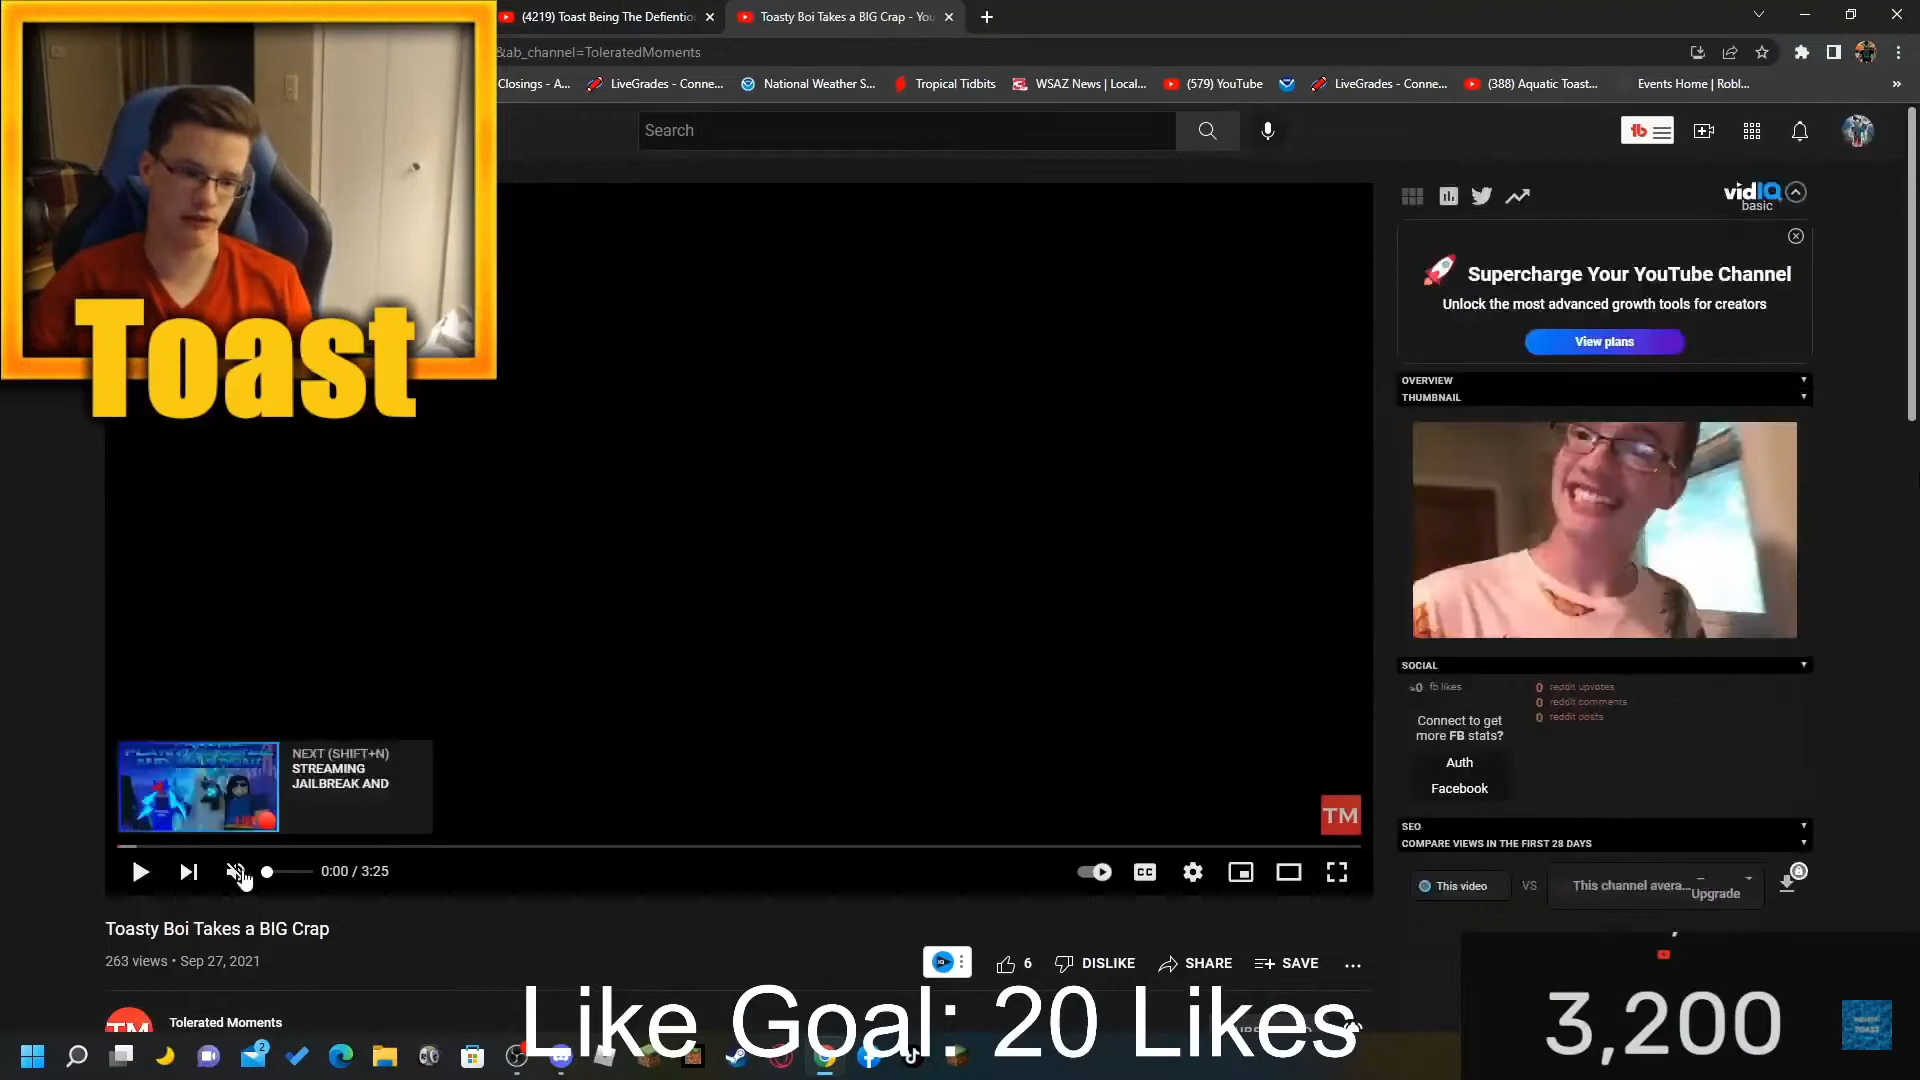 (4219) Toast Being The Defientio
Toasty Boi Takes a BIG Crap - You
&ab_channel=ToleratedMoments
Closings - A...
LiveGrades - Conne...
National Weather S...
Tropical Tidbits
WSAZ News | Local...
(579) YouTube
LiveGrades - Conne...
(388) Aquatic Toast...
Events Home | Robl...
Search
Toast
vidIQ
basic
Supercharge Your YouTube Channel
Unlock the most advanced growth tools for creators
View plans
OVERVIEW
THUMBNAIL
SOCIAL
≈0 fb likes
0 reddit upvotes
0 reddit comments
0 reddit posts
Connect to get
more FB stats?
Auth
Facebook
SEO
COMPARE VIEWS IN THE FIRST 28 DAYS
This video
VS
This channel avera...
Upgrade
NEXT (SHIFT+N)
STREAMING
JAILBREAK AND
TM
0:00 / 3:25
CC
Toasty Boi Takes a BIG Crap
263 views • Sep 27, 2021
6
DISLIKE
SHARE
SAVE
Tolerated Moments
Like Goal: 20 Likes
3,200